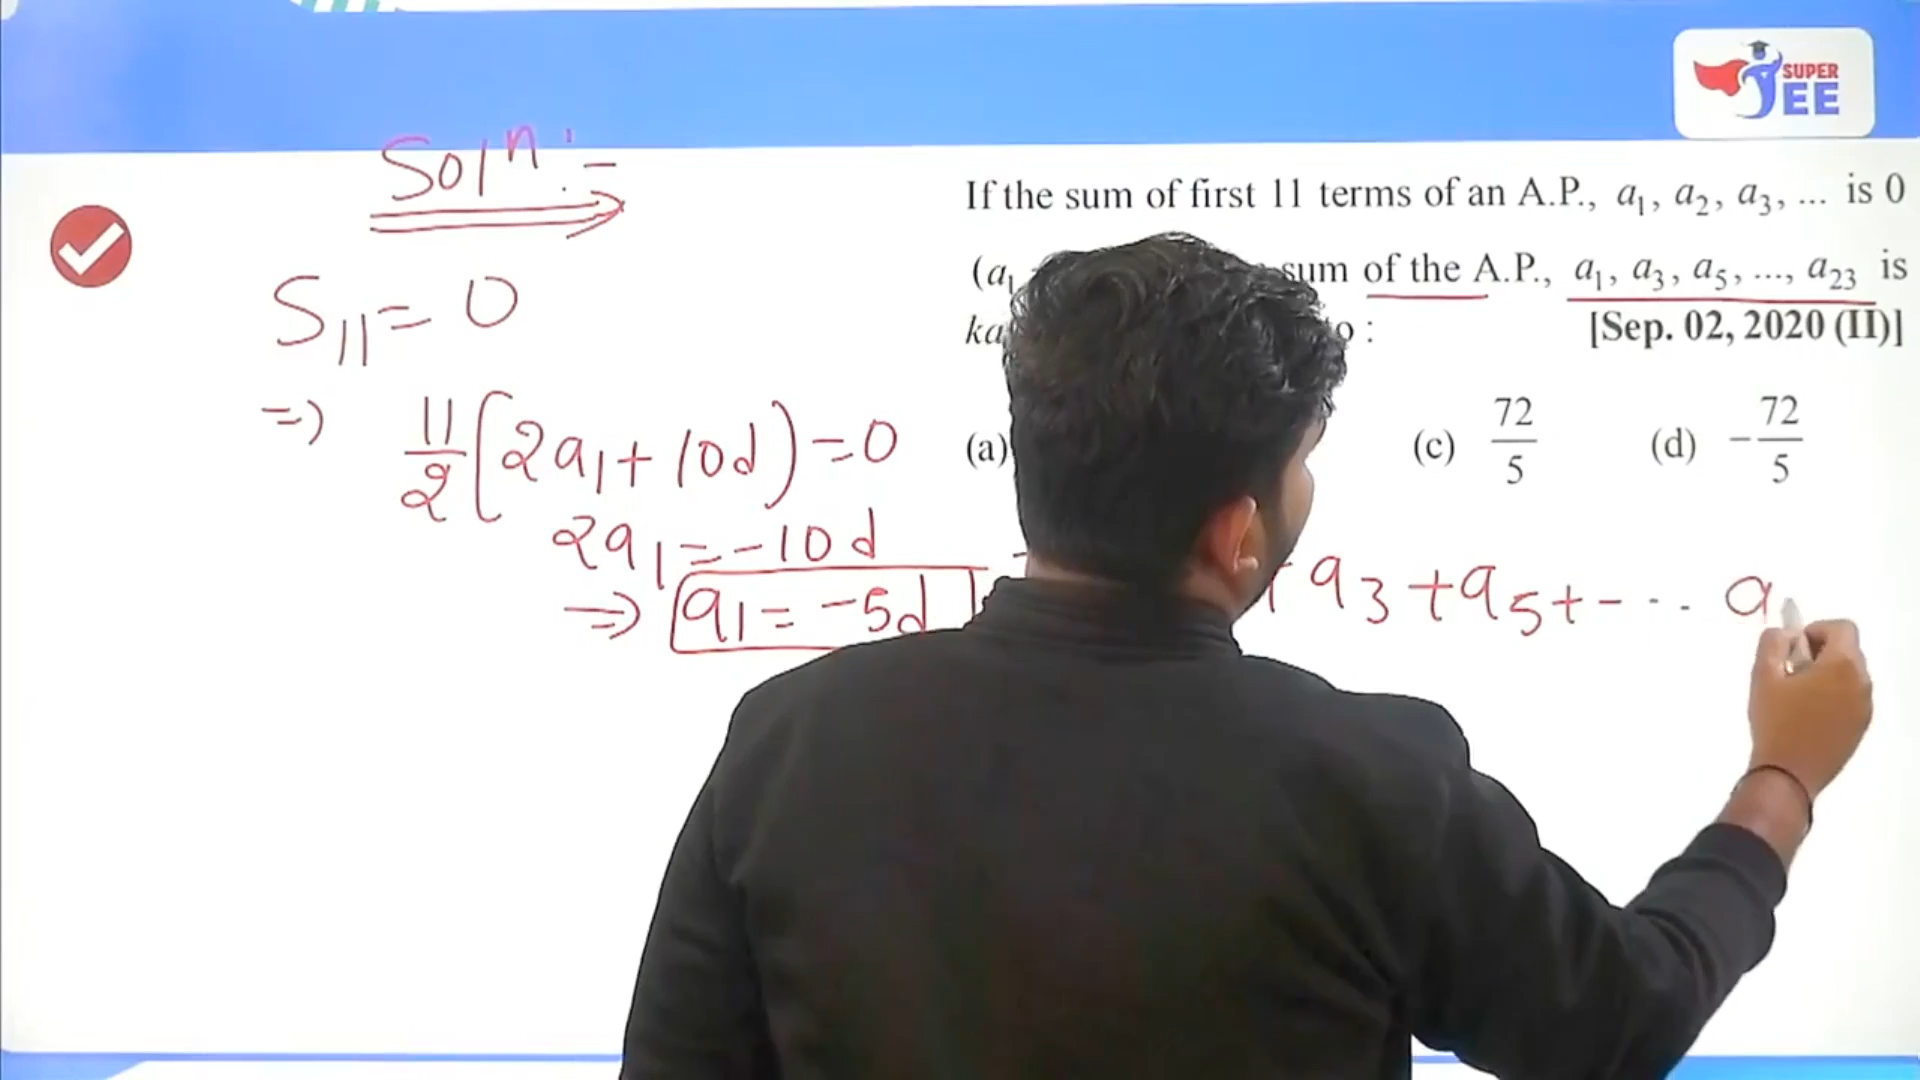 SUPER
JEE
Solⁿ:-
S₁₁ = 0
=> 11/2 (2a₁ + 10d) = 0
2a₁ = -10d
=> a₁ = -5d
If the sum of first 11 terms of an A.P., a₁, a₂, a₃, ... is 0
(a₁ sum of the A.P., a₁, a₃, a₅, ..., a₂₃ is
:
[Sep. 02, 2020 (II)]
(a) (c) 72/5 (d) -72/5
a₃ + a₅ + - ... a